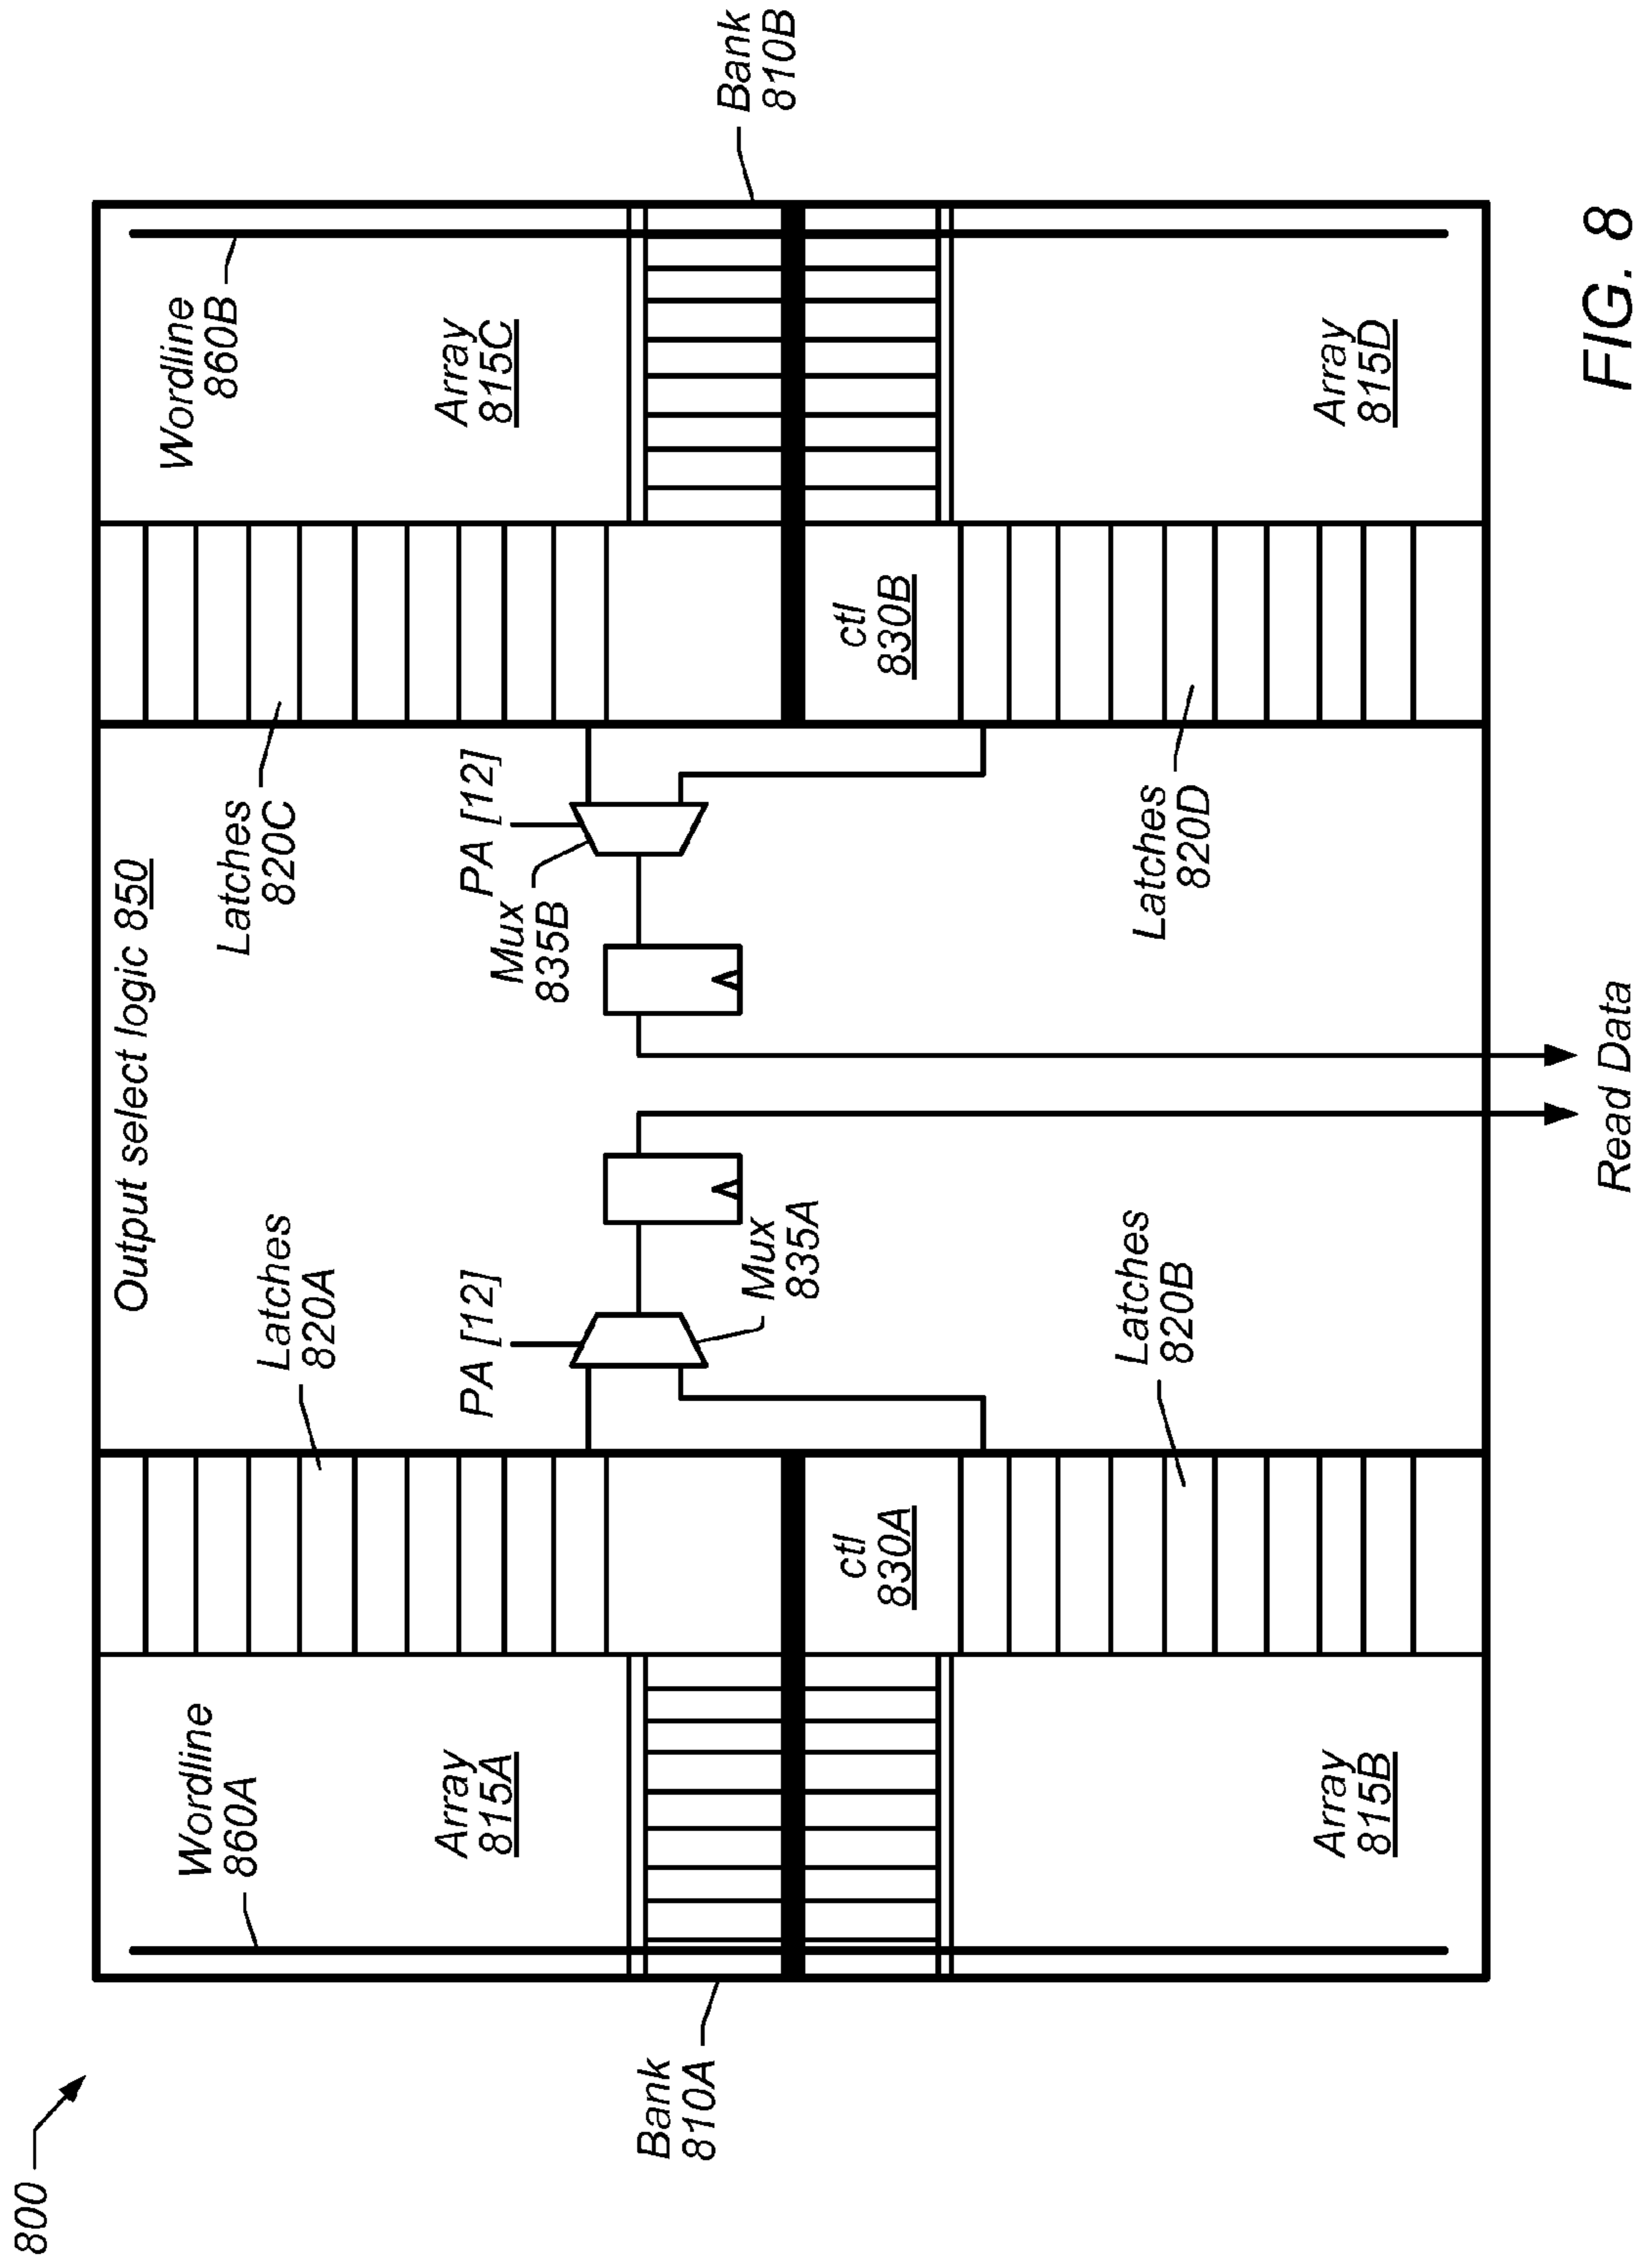 800
Output select logic 850
Wordline
860A
Latches
820A
Latches
820C
Wordline
860B
Array
815A
PA [12]
PA [12]
Array
815C
Mux
835B
Bank
810A
Mux
835A
Bank
810B
ctl
830A
ctl
830B
Array
815B
Latches
820B
Latches
820D
Array
815D
Read Data
FIG. 8